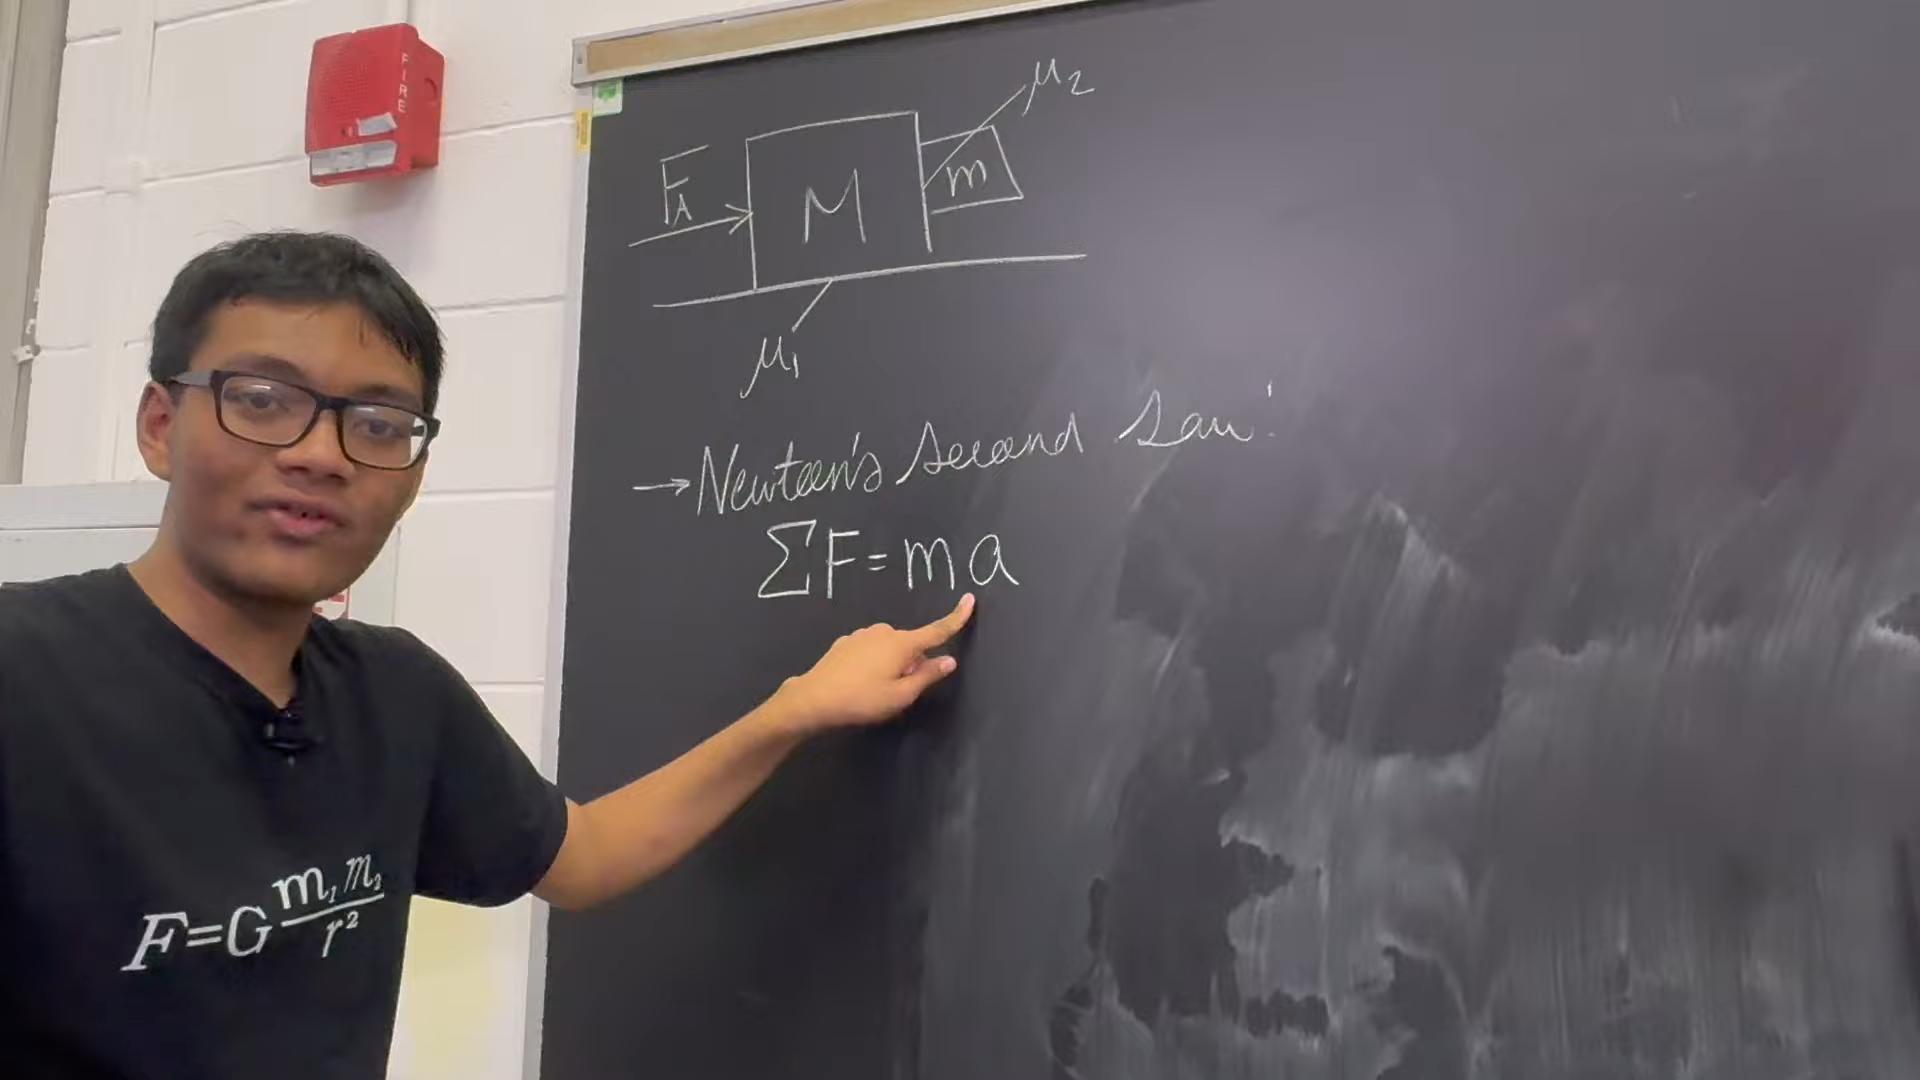 FIRE
μ₂
F_A
M
m
μ₁
→ Newton's second Law:
ΣF=ma
F=G m₁m₂/r²